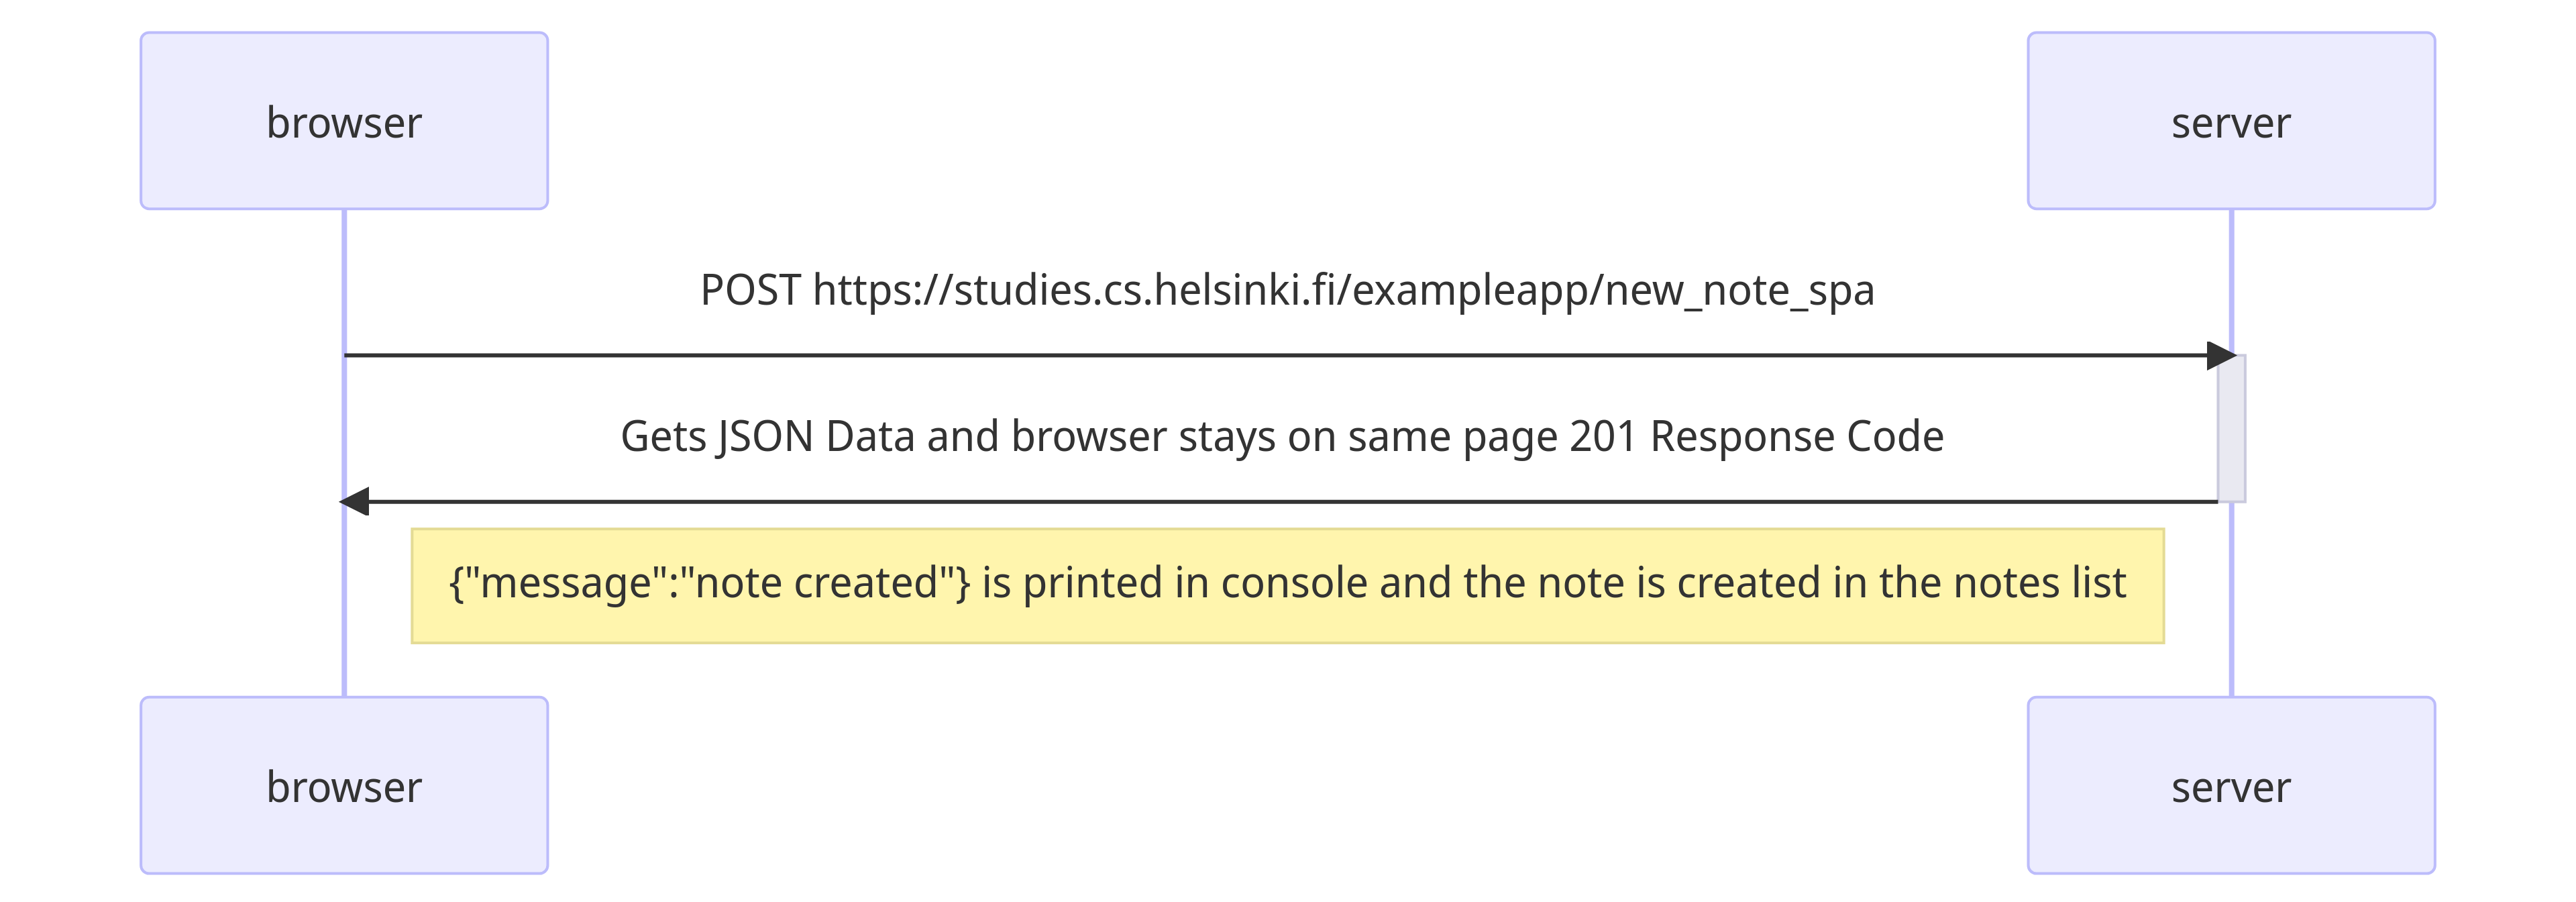 browser
server
POST https://studies.cs.helsinki.fi/exampleapp/new_note_spa
Gets JSON Data and browser stays on same page 201 Response Code
{"message":"note created"} is printed in console and the note is created in the notes list
browser
server